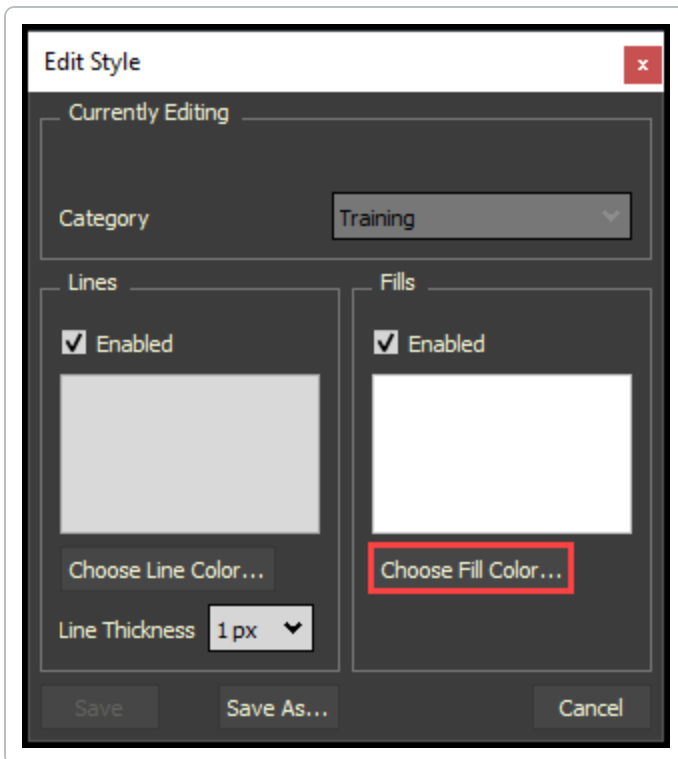 Edit Style
x
Currently Editing
Category Training
Lines
Enabled
Choose Line Color...
Line Thickness 1 px
Fills
Enabled
Choose Fill Color...
Save Save As... Cancel